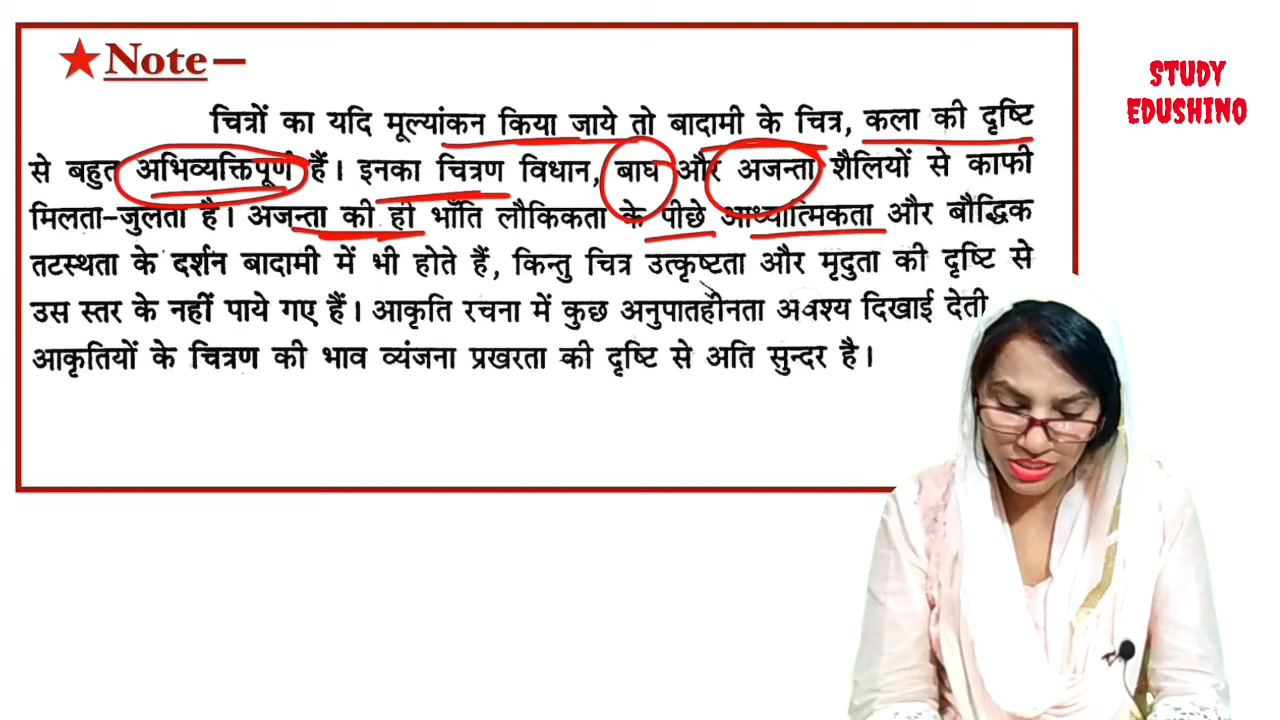 ★ Note –
चित्रों का यदि मूल्यांकन किया जाये तो बादामी के चित्र, कला की दृष्टि
से बहुत अभिव्यक्तिपूर्ण हैं। इनका चित्रण विधान, बाघ और अजन्ता शैलियों से काफी
मिलता-जुलता है। अजन्ता की ही भाँति लौकिकता के पीछे आध्यात्मिकता और बौद्धिक
तटस्थता के दर्शन बादामी में भी होते हैं, किन्तु चित्र उत्कृष्टता और मृदुता की दृष्टि से
उस स्तर के नहीं पाये गए हैं। आकृति रचना में कुछ अनुपातहीनता अवश्य दिखाई देती
आकृतियों के चित्रण की भाव व्यंजना प्रखरता की दृष्टि से अति सुन्दर है।
STUDY
EDUSHINO